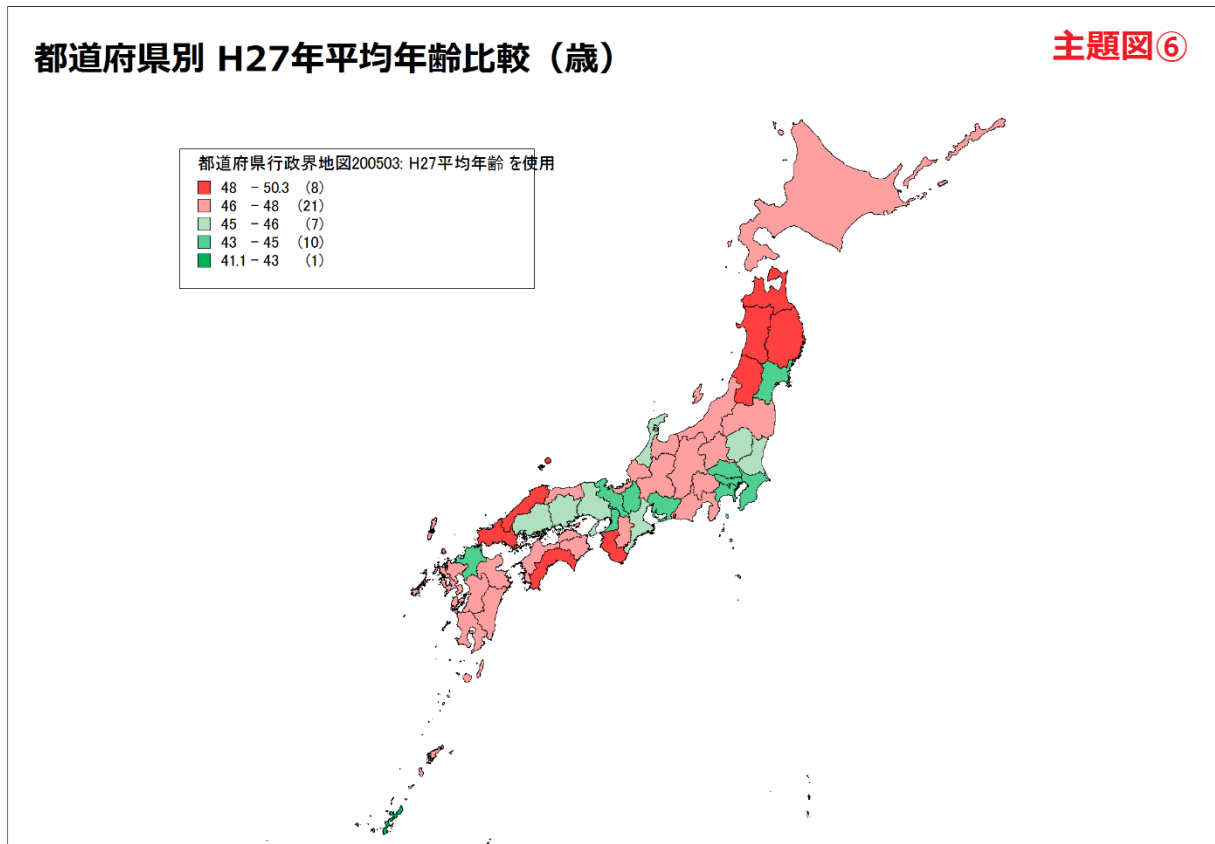 都道府県別 H27年平均年齢比較（歳）
主題図⑥
都道府県行政界地図200503: H27平均年齢 を使用
48 － 50.3 (8)
46 － 48 (21)
45 － 46 (7)
43 － 45 (10)
41.1 － 43 (1)